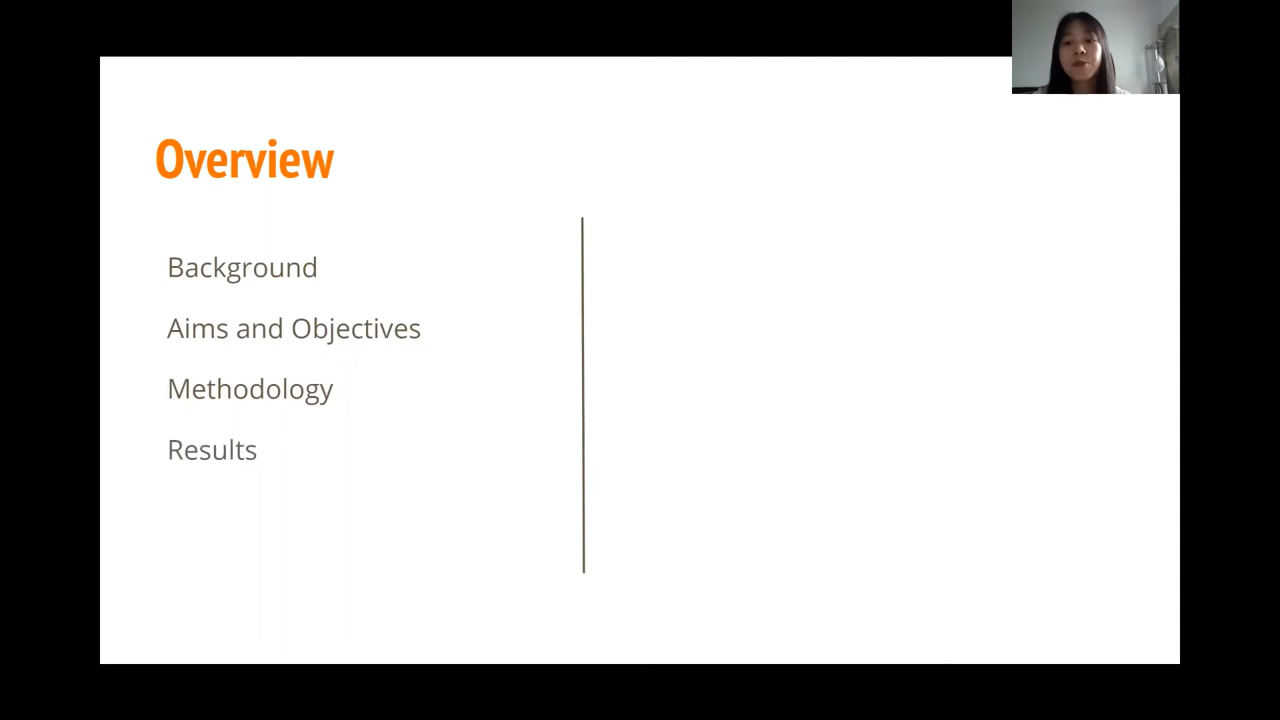 Overview
Background
Aims and Objectives
Methodology
Results